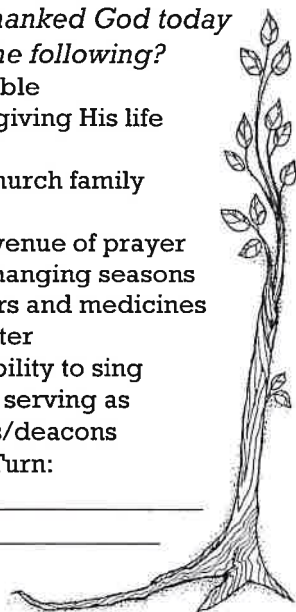 hanked God today
he following?
ble
giving His life
hurch family
venue of prayer
hanging seasons
rs and medicines
ter
bility to sing
serving as
s/deacons
Turn: